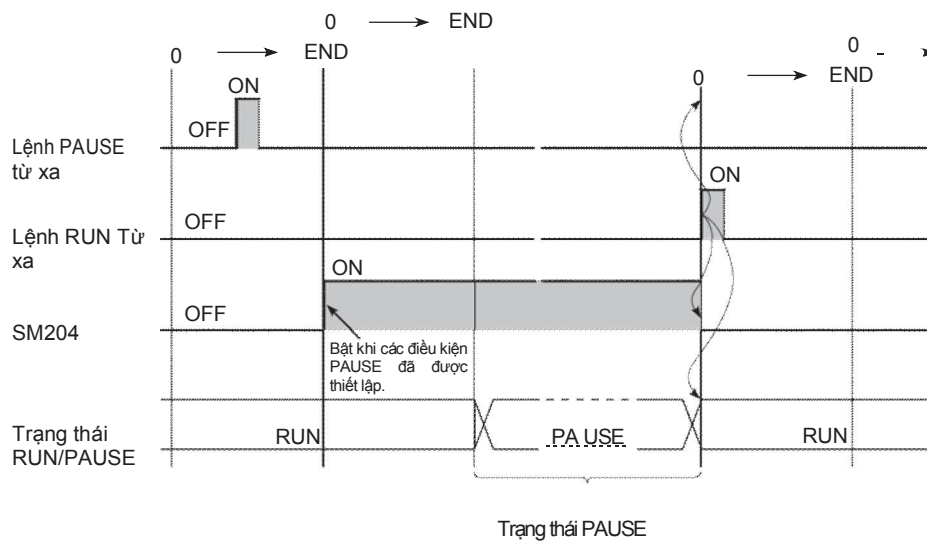 0 → END
0 → END
0 -
0 → END
ON
OFF
Lệnh PAUSE
từ xa
ON
OFF
Lệnh RUN Từ
xa
ON
OFF
SM204
Bật khi các điều kiện
PAUSE đã được
thiết lập.
Trạng thái
RUN/PAUSE
RUN
PA USE
RUN
Trạng thái PAUSE